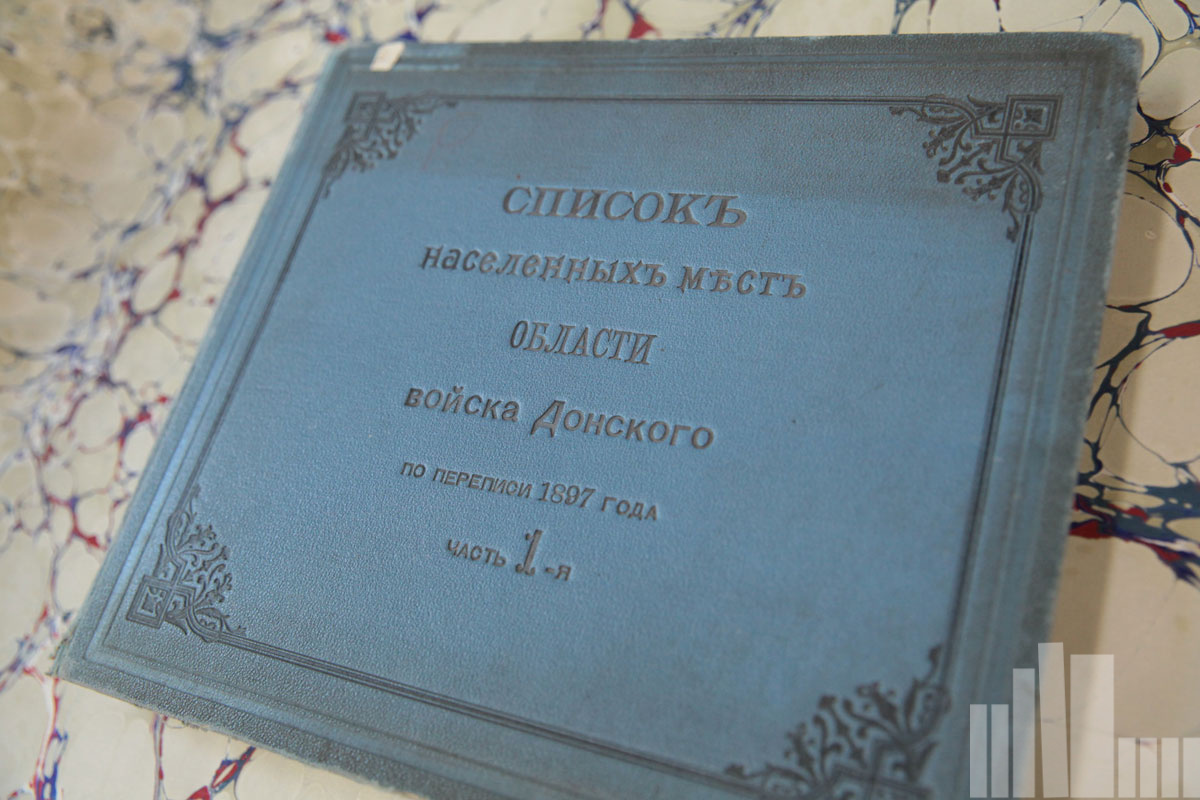 СПИСОКЪ
населенныхъ мѣстъ
ОБЛАСТИ
войска Донского
ПО ПЕРЕПИСИ 1897 ГОДА
ЧАСТЬ 1-я